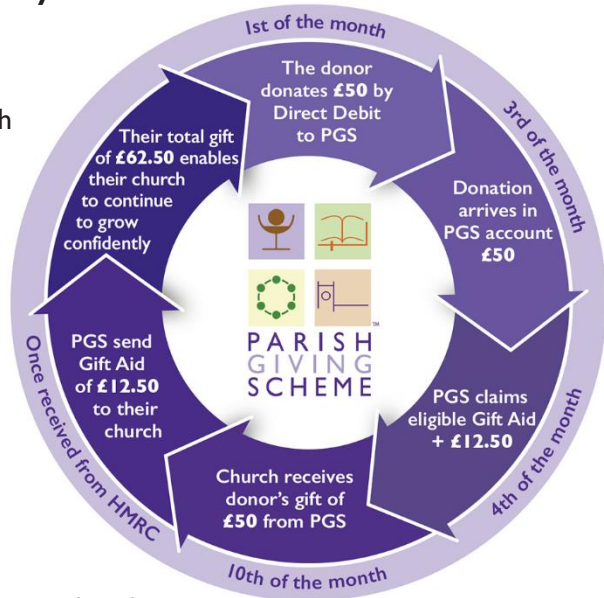 1st of the month
The donor
donates £50 by
Direct Debit
to PGS
3rd of the month
Donation
arrives in
PGS account
£50
4th of the month
PGS claims
eligible Gift Aid
+ £12.50
10th of the month
Church receives
donor's gift of
£50 from PGS
Once received from HMRC
PGS send
Gift Aid
of £12.50
to their
church
Their total gift
of £62.50 enables
their church
to continue
to grow
confidently
PARISH
GIVING
SCHEME
TM